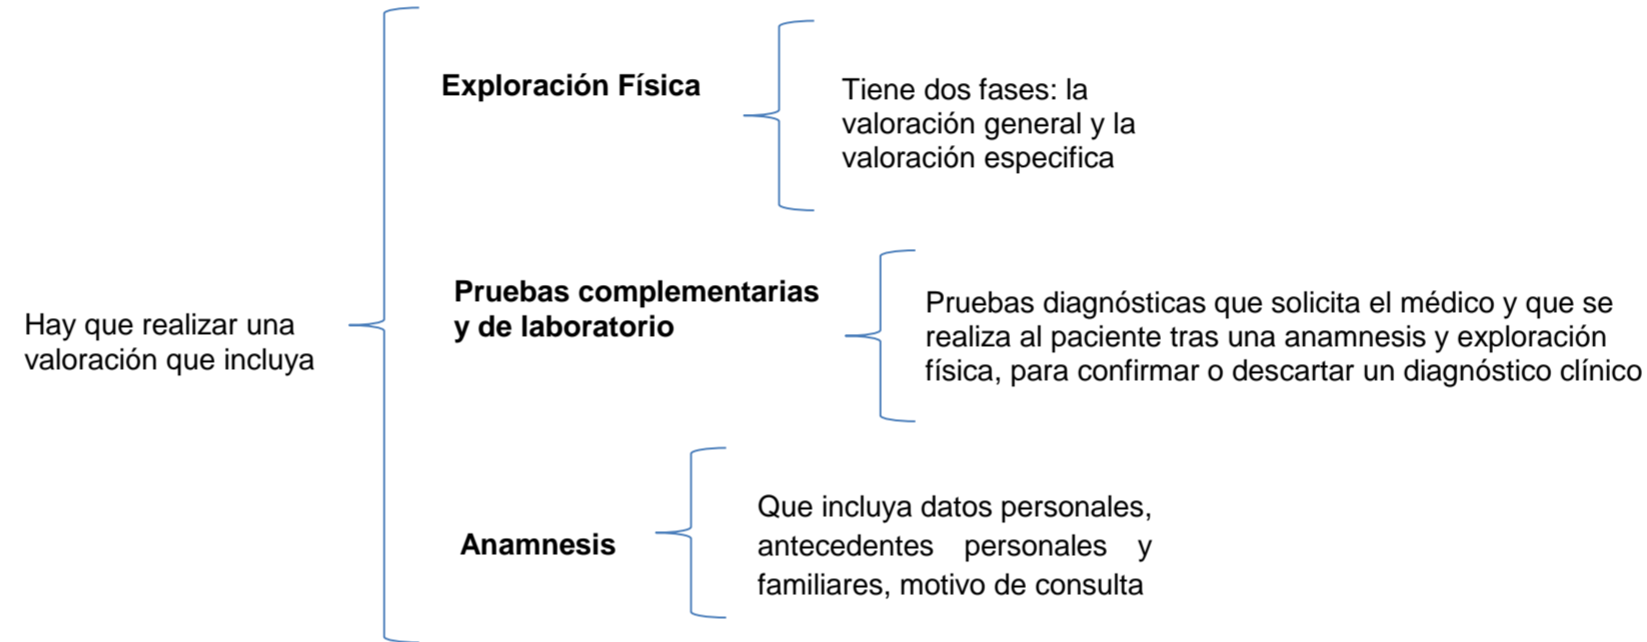 Hay que realizar una
valoración que incluya
Exploración Física
Tiene dos fases: la
valoración general y la
valoración especifica
Pruebas complementarias
y de laboratorio
Pruebas diagnósticas que solicita el médico y que se
realiza al paciente tras una anamnesis y exploración
física, para confirmar o descartar un diagnóstico clínico
Anamnesis
Que incluya datos personales,
antecedentes personales y
familiares, motivo de consulta